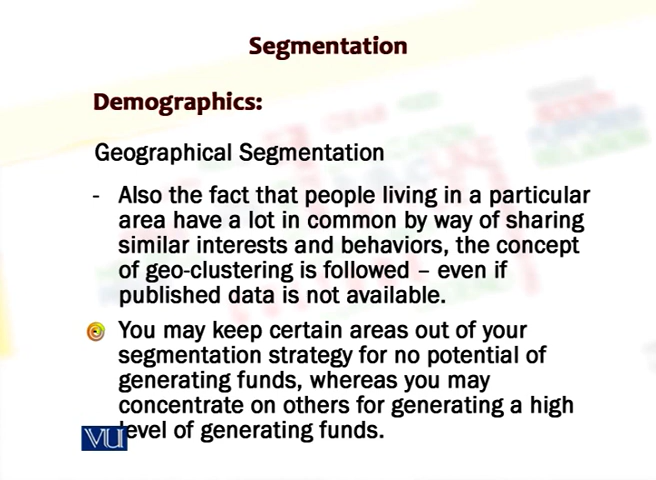 Segmentation
Demographics:
Geographical Segmentation
- Also the fact that people living in a particular
area have a lot in common by way of sharing
similar interests and behaviors, the concept
of geo-clustering is followed – even if
published data is not available.
You may keep certain areas out of your
segmentation strategy for no potential of
generating funds, whereas you may
concentrate on others for generating a high
level of generating funds.
VU